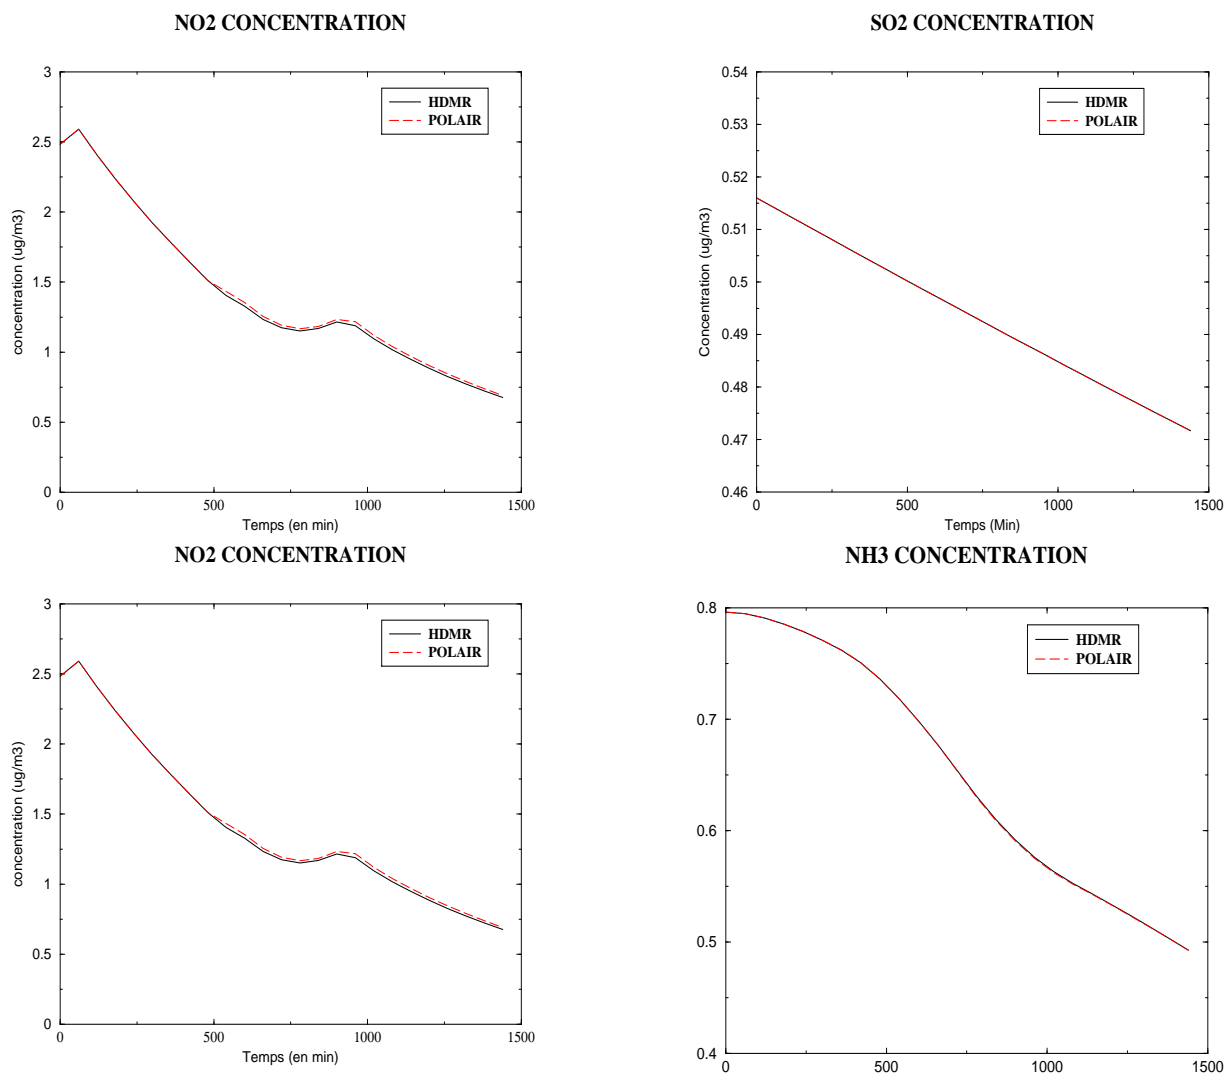 NO2 CONCENTRATION
3
2.5
2
1.5
1
0.5
0
0
500
1000
1500
concentration (ug/m3)
Temps (en min)
HDMR
POLAIR
SO2 CONCENTRATION
0.54
0.53
0.52
0.51
0.5
0.49
0.48
0.47
0.46
0
500
1000
1500
Concentration (ug/m3)
Temps (Min)
HDMR
POLAIR
NO2 CONCENTRATION
3
2.5
2
1.5
1
0.5
0
0
500
1000
1500
concentration (ug/m3)
Temps (en min)
HDMR
POLAIR
NH3 CONCENTRATION
0.8
0.7
0.6
0.5
0.4
0
500
1000
1500
HDMR
POLAIR